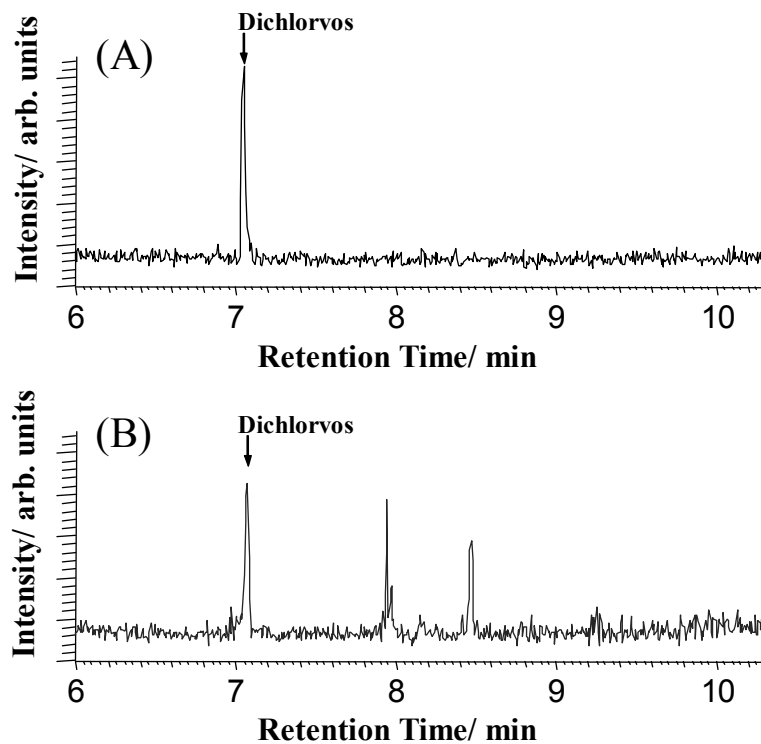 Dichlorvos
(A)
Intensity/ arb. units
6 7 8 9 10
Retention Time/ min
Dichlorvos
(B)
Intensity/ arb. units
6 7 8 9 10
Retention Time/ min